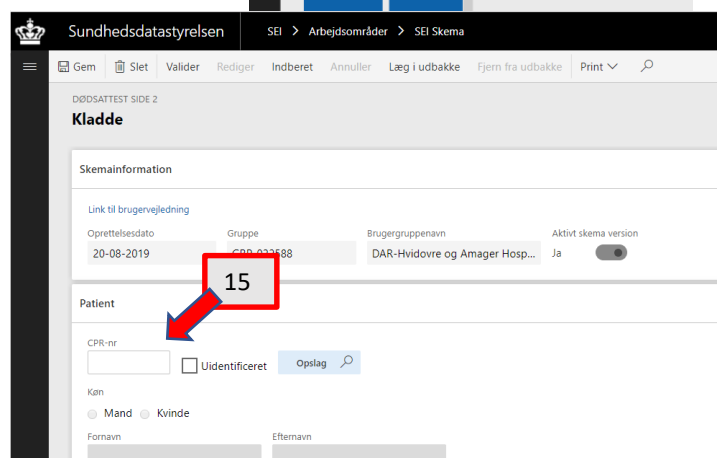 Sundhedsdatastyrelsen SEI > Arbejdsområder > SEI Skema
Gem Slet Valider Rediger Indberet Annuller Læg i udbakke Fjern fra udbakke Print
DØDSATTEST SIDE 2
Kladde
Skemainformation
Link til brugervejledning
Oprettelsesdato Gruppe Brugergruppenavn Aktivt skema version
20-08-2019 DAR-Hvidovre og Amager Hosp... Ja
15
Patient
CPR-nr
Uidentificeret Opslag
Køn
Mand Kvinde
Fornavn Efternavn